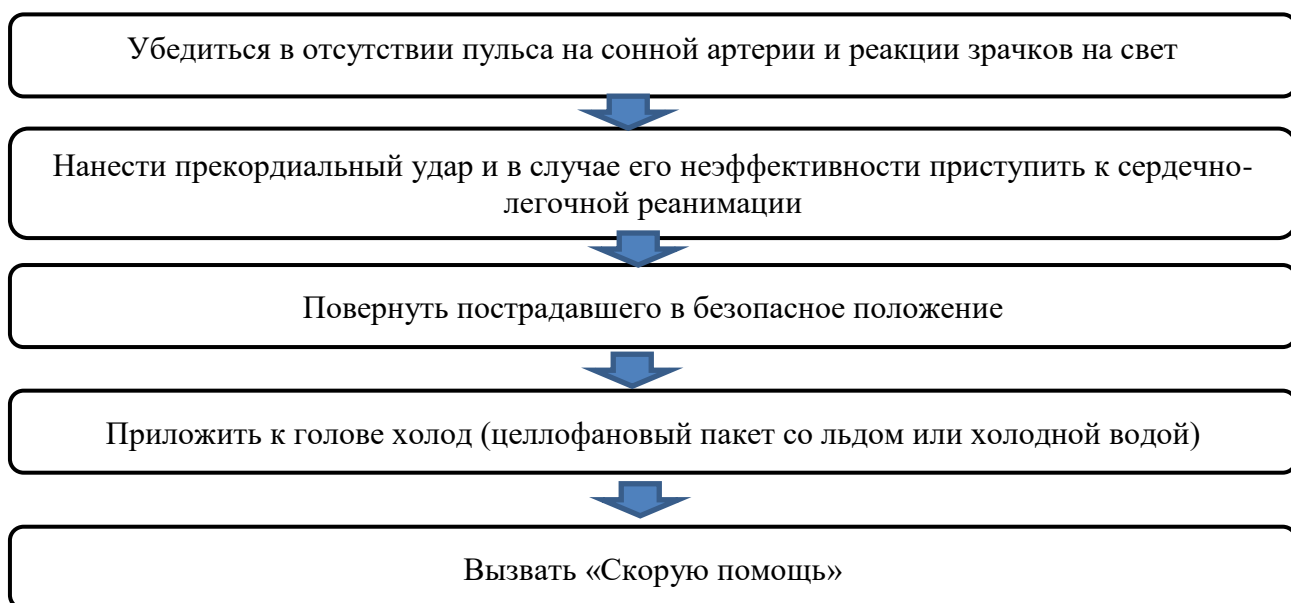 Убедиться в отсутствии пульса на сонной артерии и реакции зрачков на свет
Нанести прекордиальный удар и в случае его неэффективности приступить к сердечно-
легочной реанимации
Повернуть пострадавшего в безопасное положение
Приложить к голове холод (целлофановый пакет со льдом или холодной водой)
Вызвать «Скорую помощь»